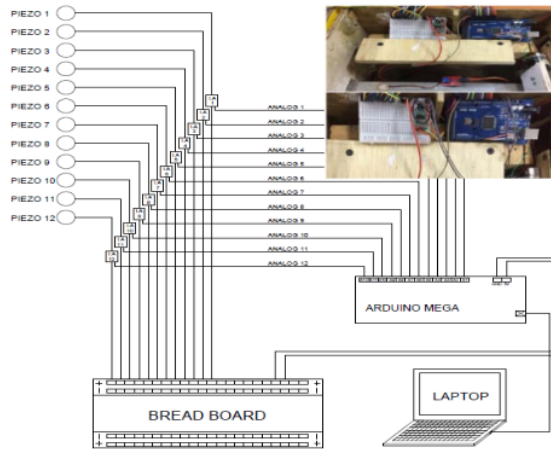 PIEZO 1
PIEZO 2
PIEZO 3
PIEZO 4
PIEZO 5
PIEZO 6
PIEZO 7
PIEZO 8
PIEZO 9
PIEZO 10
PIEZO 11
PIEZO 12
ANALOG 1
ANALOG 2
ANALOG 3
ANALOG 4
ANALOG 5
ANALOG 6
ANALOG 7
ANALOG 8
ANALOG 9
ANALOG 10
ANALOG 11
ANALOG 12
ARDUINO MEGA
BREAD BOARD
LAPTOP